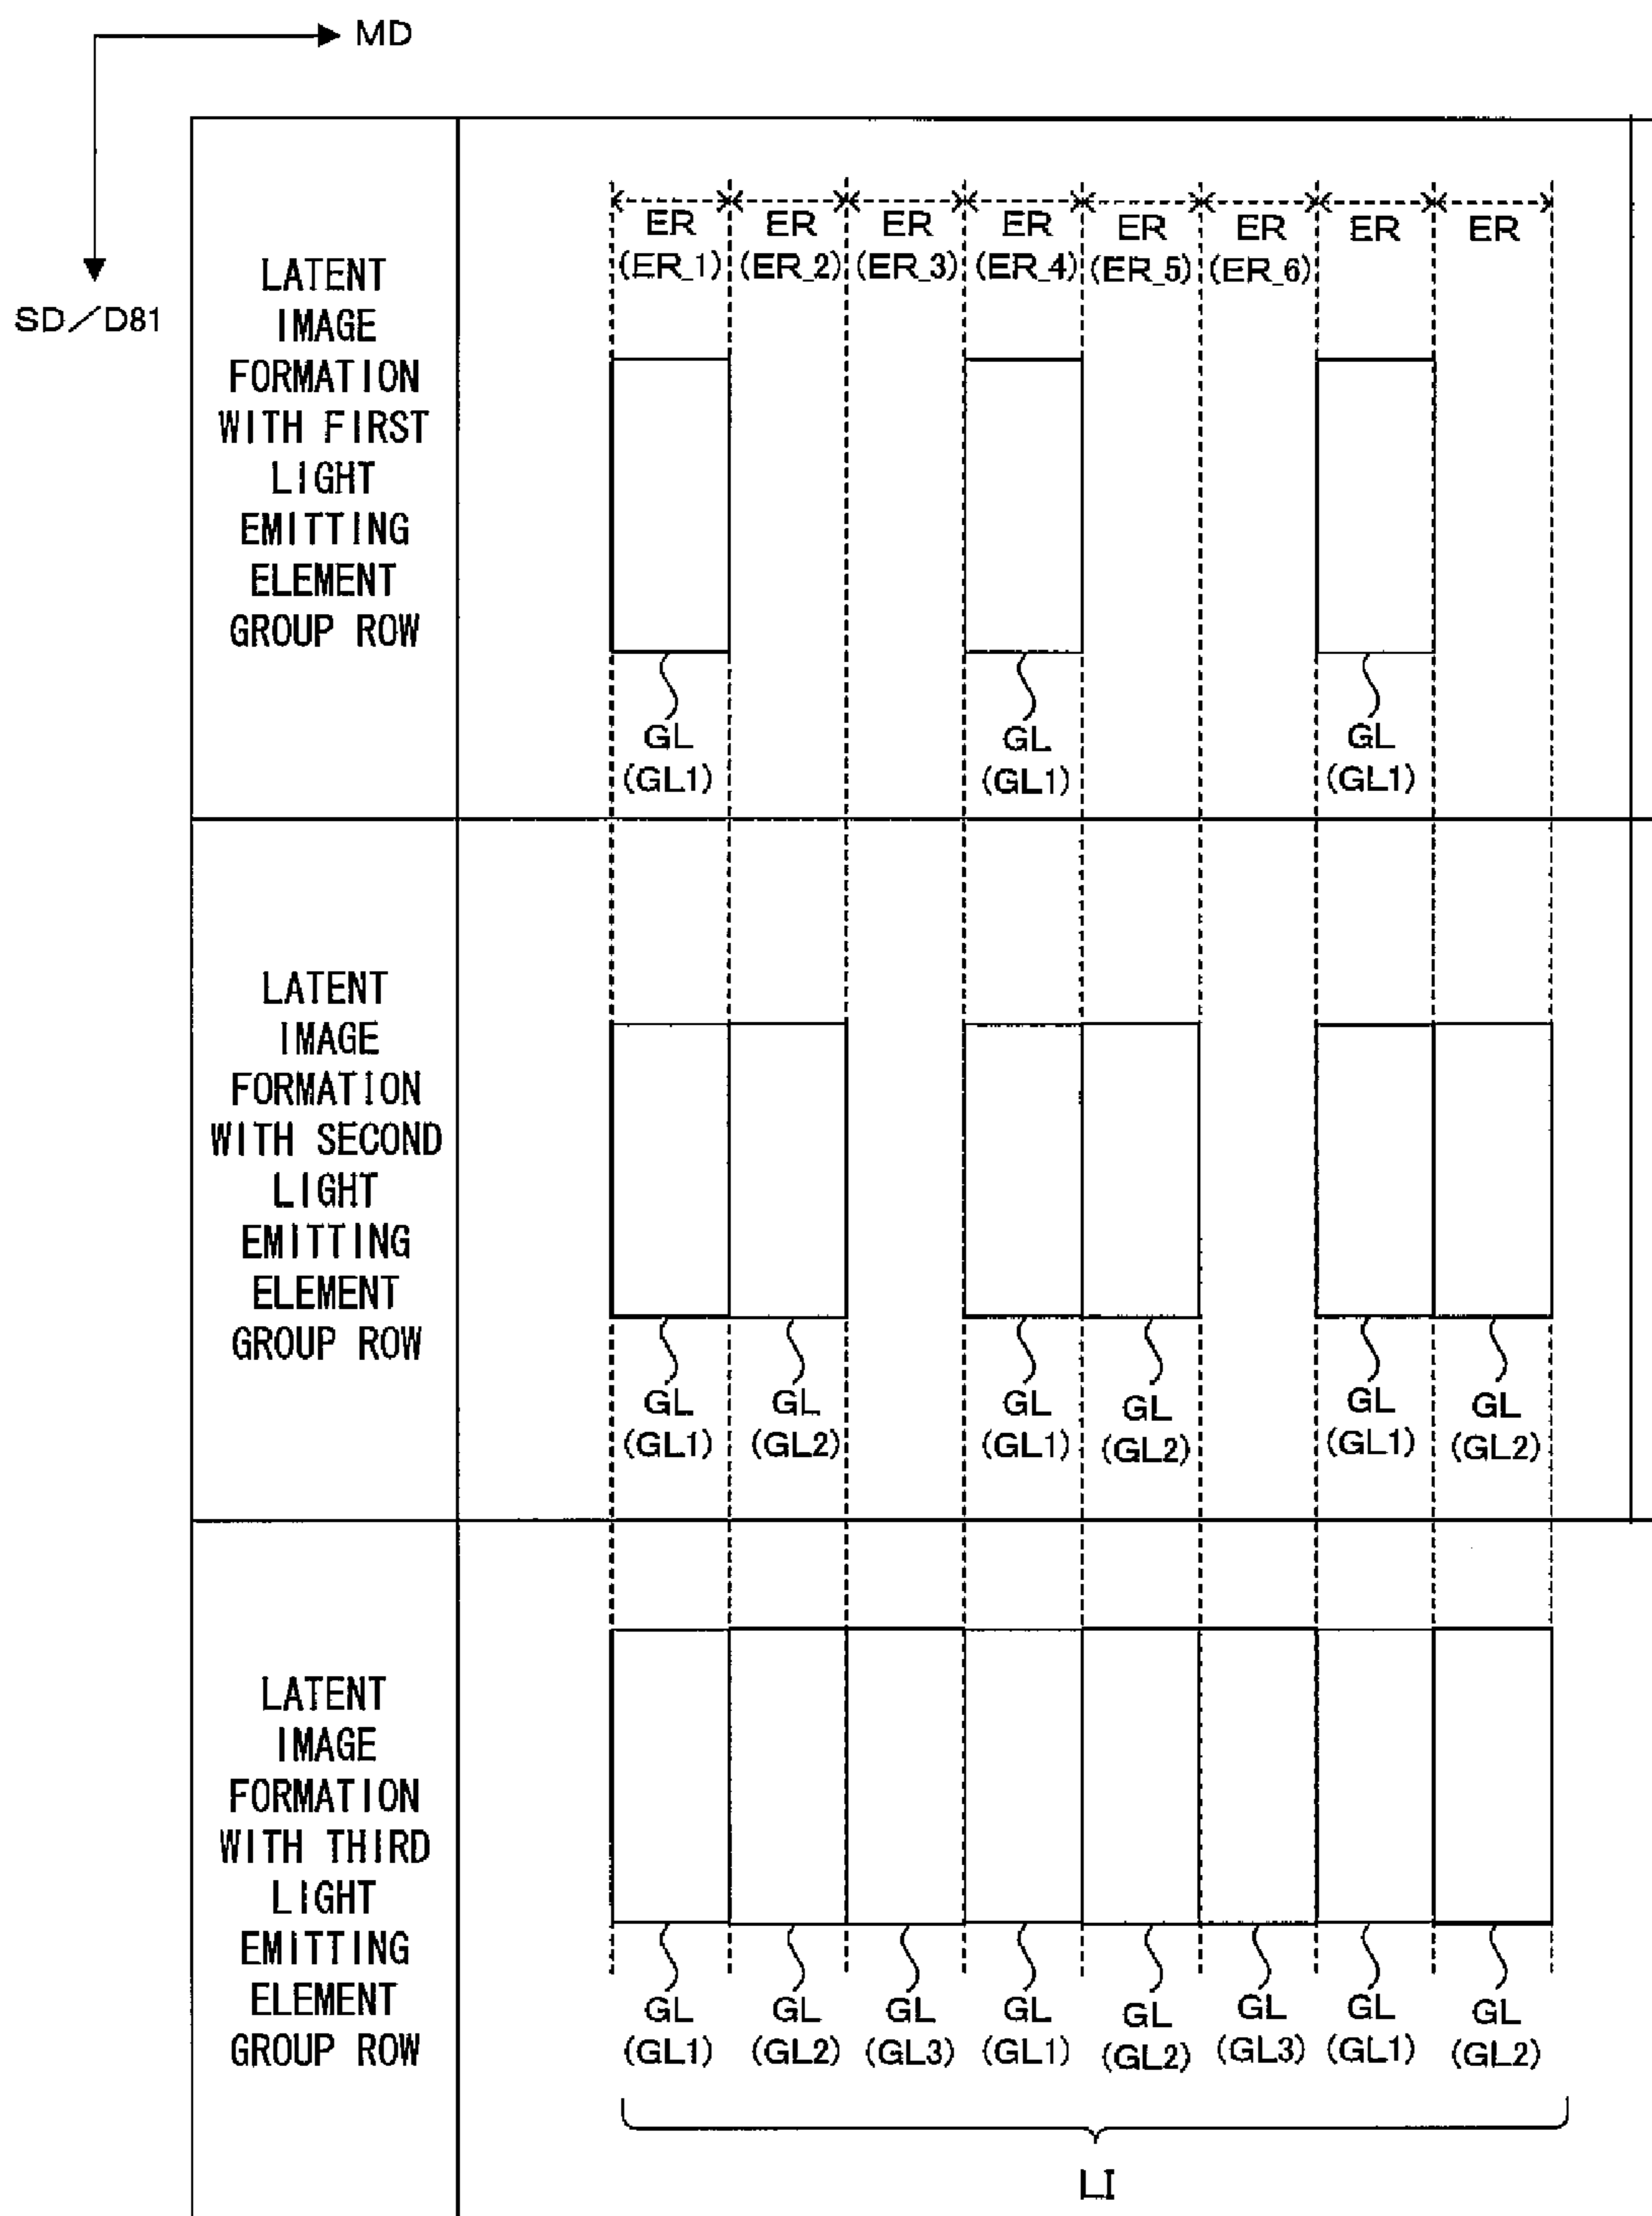 MD
SD/D81
LATENT
IMAGE
FORMATION
WITH FIRST
LIGHT
EMITTING
ELEMENT
GROUP ROW
ER ER ER ER ER ER ER ER
(ER_1) (ER_2) (ER_3) (ER_4) (ER_5) (ER_6)
GL GL GL
(GL1) (GL1) (GL1)
LATENT
IMAGE
FORMATION
WITH SECOND
LIGHT
EMITTING
ELEMENT
GROUP ROW
GL GL GL GL GL GL
(GL1) (GL2) (GL1) (GL2) (GL1) (GL2)
LATENT
IMAGE
FORMATION
WITH THIRD
LIGHT
EMITTING
ELEMENT
GROUP ROW
GL GL GL GL GL GL GL GL
(GL1) (GL2) (GL3) (GL1) (GL2) (GL3) (GL1) (GL2)
LI